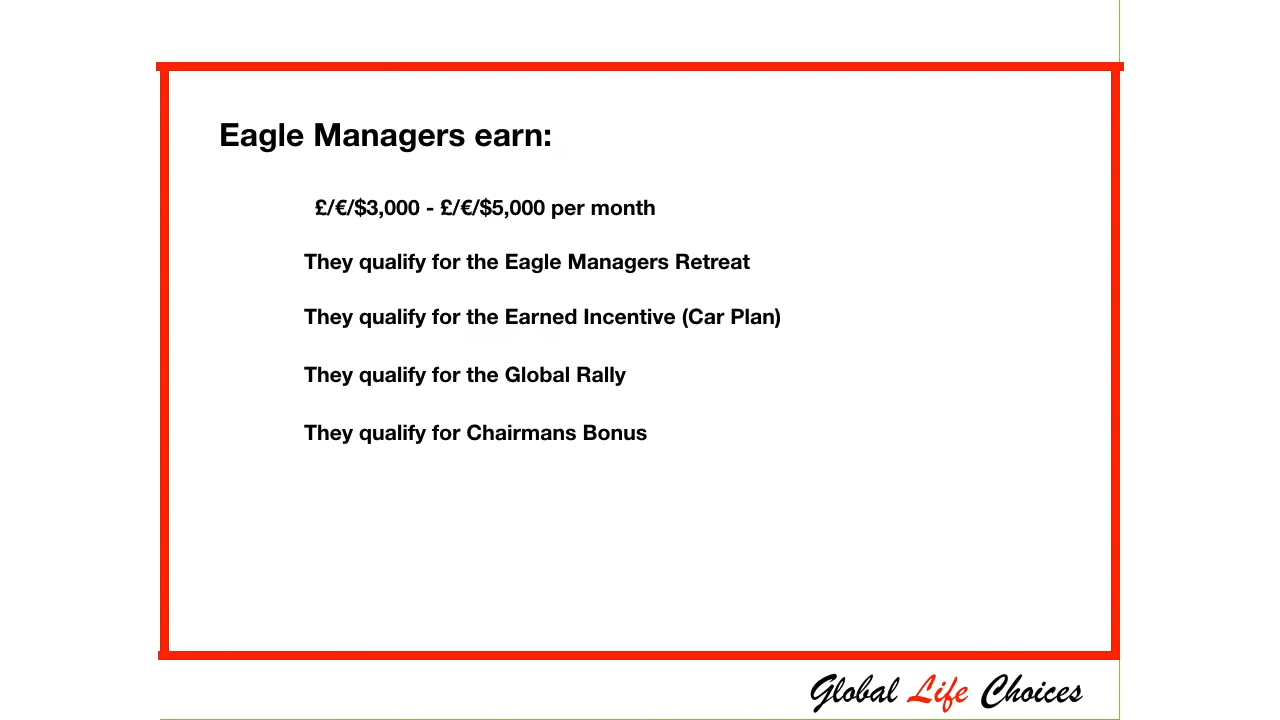 Eagle Managers earn:
£/€/$3,000 - £/€/$5,000 per month
They qualify for the Eagle Managers Retreat
They qualify for the Earned Incentive (Car Plan)
They qualify for the Global Rally
They qualify for Chairmans Bonus
Global Life Choices